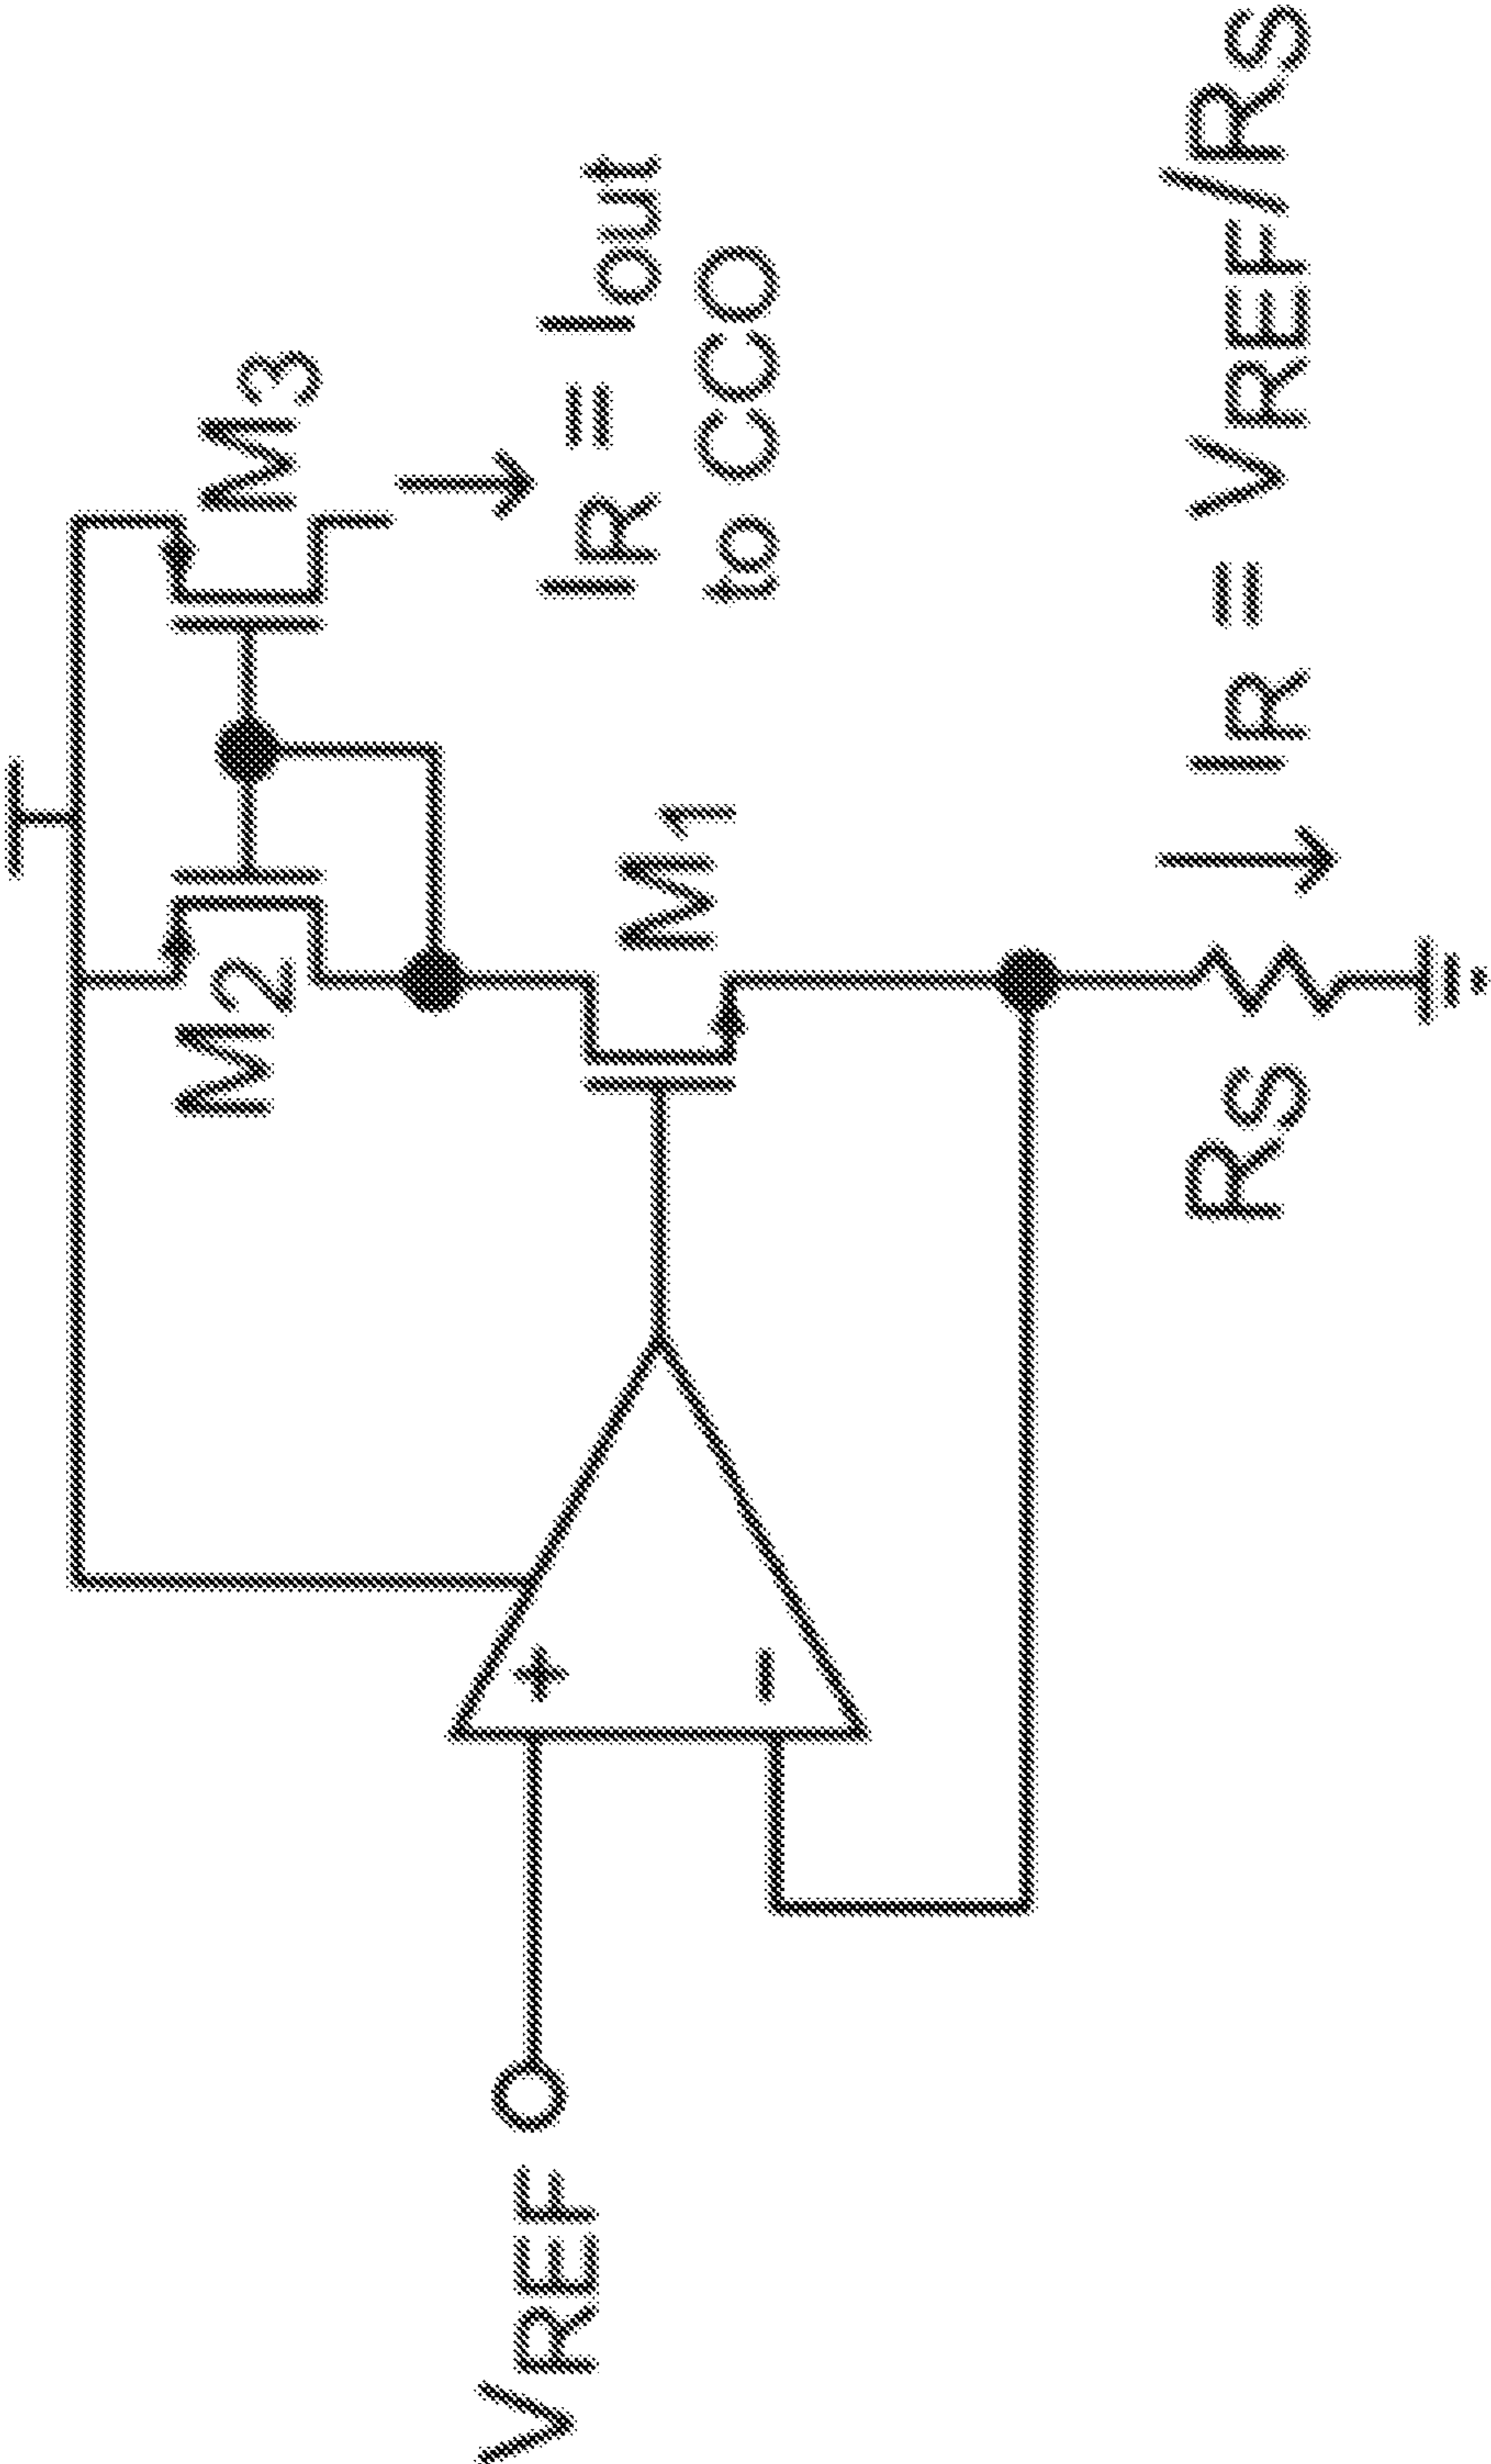 M2
M3
IR = Iout
to CCO
M1
VREF
+
-
RS
IR = VREF/RS